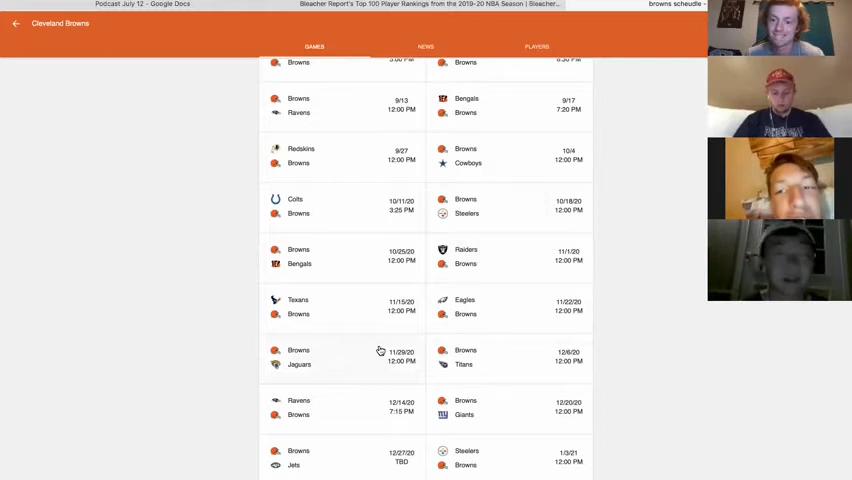 Podcast July 12 - Google Docs
Bleacher Report's Top 100 Player Rankings from the 2019-20 NBA Season | Bleacher...
browns scheudle -
Cleveland Browns
GAMES
NEWS
PLAYERS
Browns
Browns
Browns
Ravens
9/13
12:00 PM
Bengals
Browns
9/17
7:20 PM
Redskins
Browns
9/27
12:00 PM
Browns
Cowboys
10/4
12:00 PM
Colts
Browns
10/11/20
3:25 PM
Browns
Steelers
10/18/20
12:00 PM
Browns
Bengals
10/25/20
12:00 PM
Raiders
Browns
11/1/20
12:00 PM
Texans
Browns
11/15/20
12:00 PM
Eagles
Browns
11/22/20
12:00 PM
Browns
Jaguars
11/29/20
12:00 PM
Browns
Titans
12/6/20
12:00 PM
Ravens
Browns
12/14/20
7:15 PM
Browns
Giants
12/20/20
12:00 PM
Browns
Jets
12/27/20
TBD
Steelers
Browns
1/3/21
12:00 PM